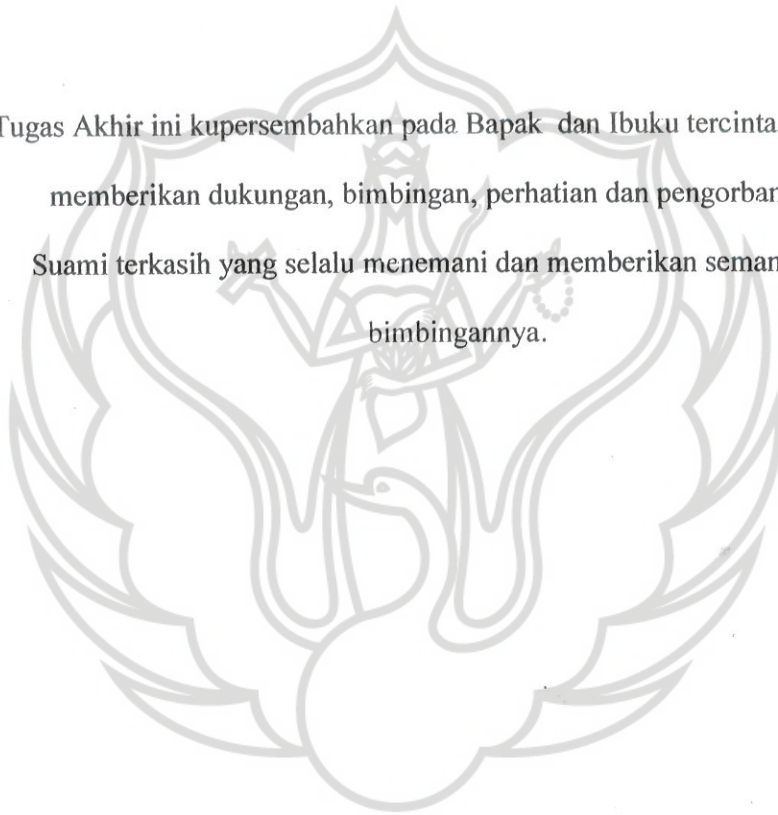 Tugas Akhir ini kupersembahkan pada Bapak dan Ibuku tercinta
memberikan dukungan, bimbingan, perhatian dan pengorban
Suami terkasih yang selalu menemani dan memberikan seman
bimbingannya.